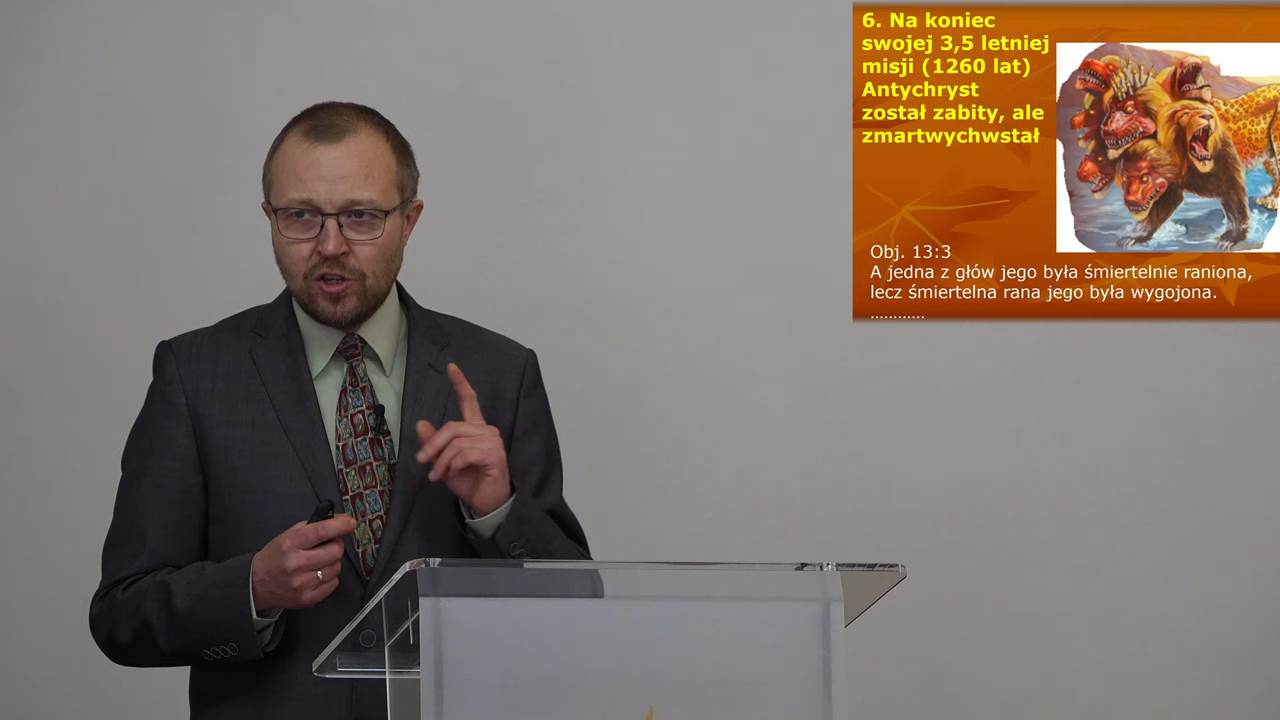 6. Na koniec
swojej 3,5 letniej
misji (1260 lat)
Antychryst
został zabity, ale
zmartwychwstał
Obj. 13:3
A jedna z głów jego była śmiertelnie raniona,
lecz śmiertelna rana jego była wygojona.
............